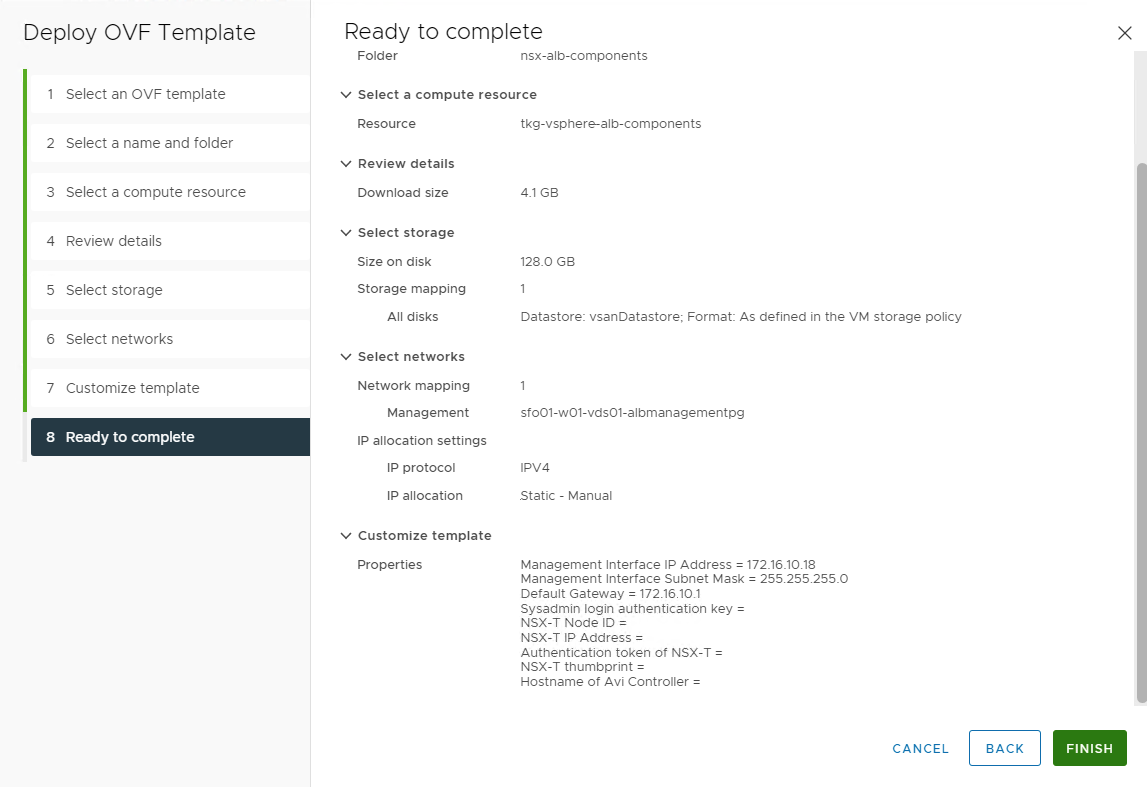 Deploy OVF Template
1 Select an OVF template
2 Select a name and folder
3 Select a compute resource
4 Review details
5 Select storage
6 Select networks
7 Customize template
8 Ready to complete
Ready to complete
Folder nsx-alb-components
Select a compute resource
Resource tkg-vsphere-alb-components
Review details
Download size 4.1 GB
Select storage
Size on disk 128.0 GB
Storage mapping 1
All disks Datastore: vsanDatastore; Format: As defined in the VM storage policy
Select networks
Network mapping 1
Management sfo01-w01-vds01-albmanagementpg
IP allocation settings
IP protocol IPV4
IP allocation Static - Manual
Customize template
Properties Management Interface IP Address = 172.16.10.18
Management Interface Subnet Mask = 255.255.255.0
Default Gateway = 172.16.10.1
Sysadmin login authentication key =
NSX-T Node ID =
NSX-T IP Address =
Authentication token of NSX-T =
NSX-T thumbprint =
Hostname of Avi Controller =
CANCEL BACK FINISH